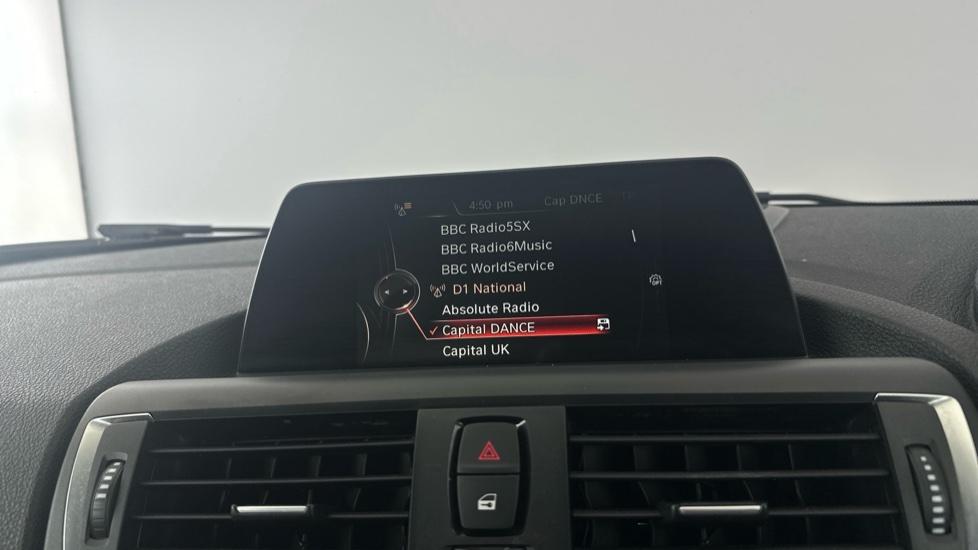 4:50 pm Cap DNCE TP
BBC Radio5SX
BBC Radio6Music
BBC WorldService
D1 National
Absolute Radio
Capital DANCE
Capital UK